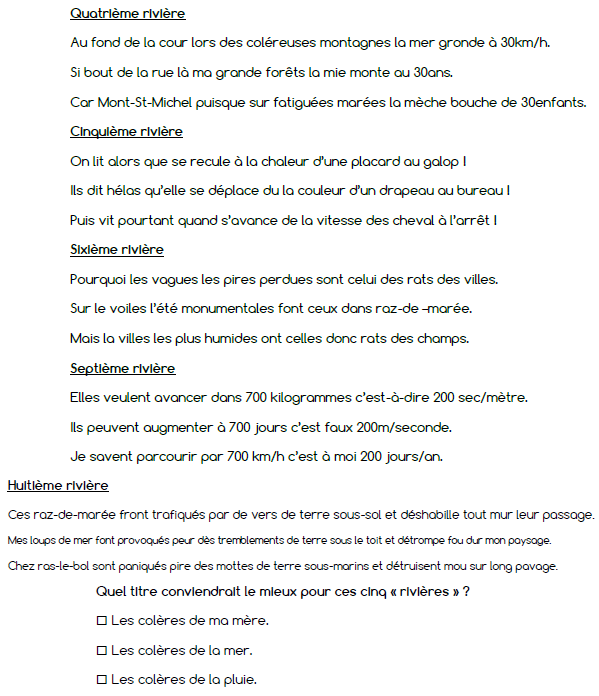 Quatrième rivière
Au fond de la cour lors des coléreuses montagnes la mer gronde à 30km/h.
Si bout de la rue là ma grande forêts la mie monte au 30ans.
Car Mont-St-Michel puisque sur fatiguées marées la mèche bouche de 30enfants.
Cinquième rivière
On lit alors que se recule à la chaleur d'une placard au galop !
Ils dit hélas qu'elle se déplace du la couleur d'un drapeau au bureau !
Puis vit pourtant quand s'avance de la vitesse des cheval à l'arrêt !
Sixième rivière
Pourquoi les vagues les pires perdues sont celui des rats des villes.
Sur le voiles l'été monumentales font ceux dans raz-de –marée.
Mais la villes les plus humides ont celles donc rats des champs.
Septième rivière
Elles veulent avancer dans 700 kilogrammes c'est-à-dire 200 sec/mètre.
Ils peuvent augmenter à 700 jours c'est faux 200m/seconde.
Je savent parcourir par 700 km/h c'est à moi 200 jours/an.
Huitième rivière
Ces raz-de-marée front trafiqués par de vers de terre sous-sol et déshabille tout mur leur passage.
Mes loups de mer font provoqués peur dès tremblements de terre sous le toit et détrompe fou dur mon paysage.
Chez ras-le-bol sont paniqués pire des mottes de terre sous-marins et détruisent mou sur long pavage.
Quel titre conviendrait le mieux pour ces cinq « rivières » ?
☐ Les colères de ma mère.
☐ Les colères de la mer.
☐ Les colères de la pluie.